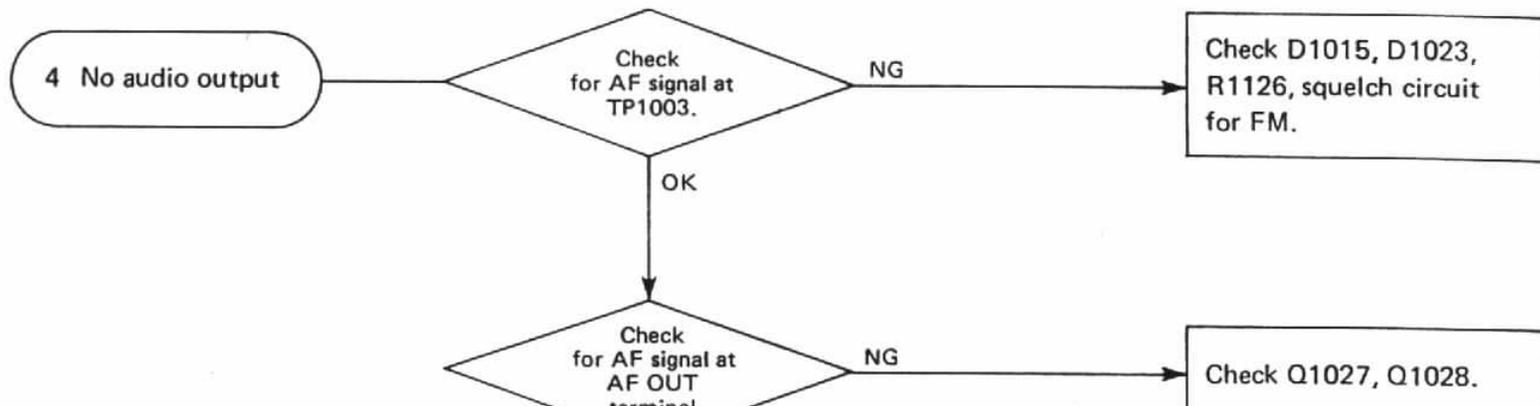 4 No audio output
Check
for AF signal at
TP1003.
NG
Check D1015, D1023,
R1126, squelch circuit
for FM.
OK
Check
for AF signal at
AF OUT
terminal
NG
Check Q1027, Q1028.